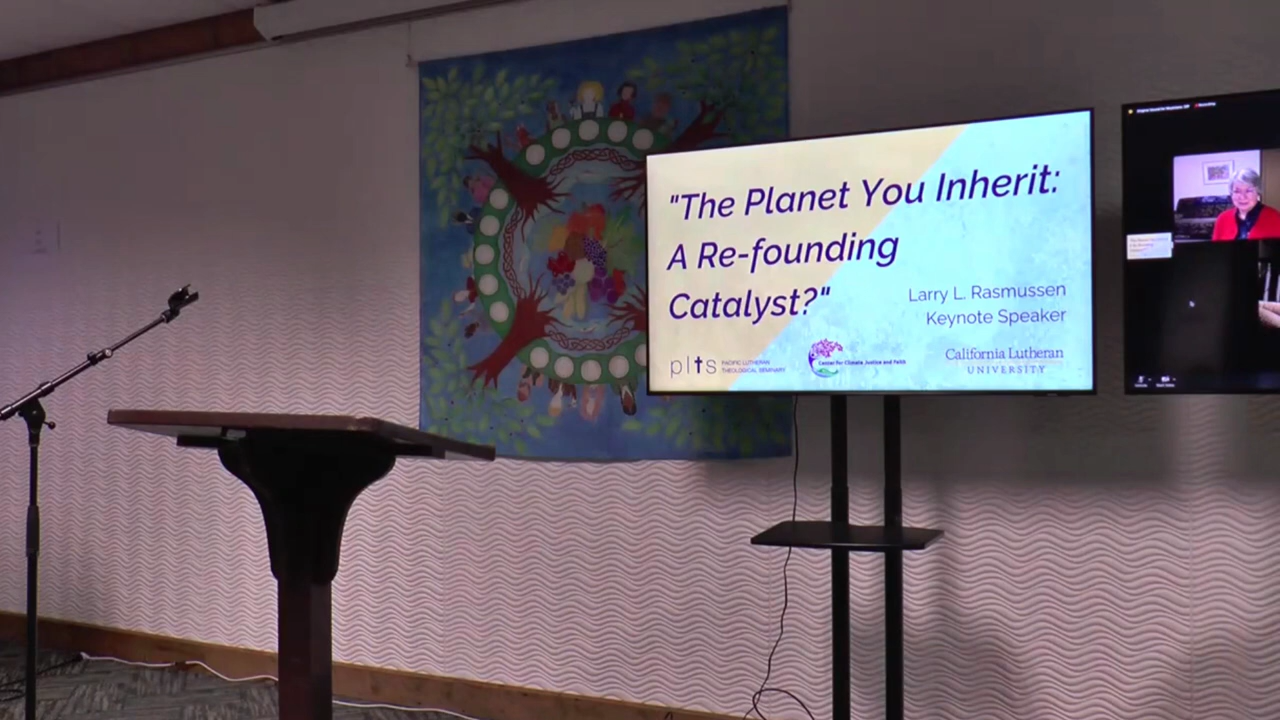 "The Planet You Inherit:
A Re-founding
Catalyst?"
Larry L. Rasmussen
Keynote Speaker
plts
PACIFIC LUTHERAN
THEOLOGICAL SEMINARY
Center for Climate Justice and Faith
California Lutheran
UNIVERSITY